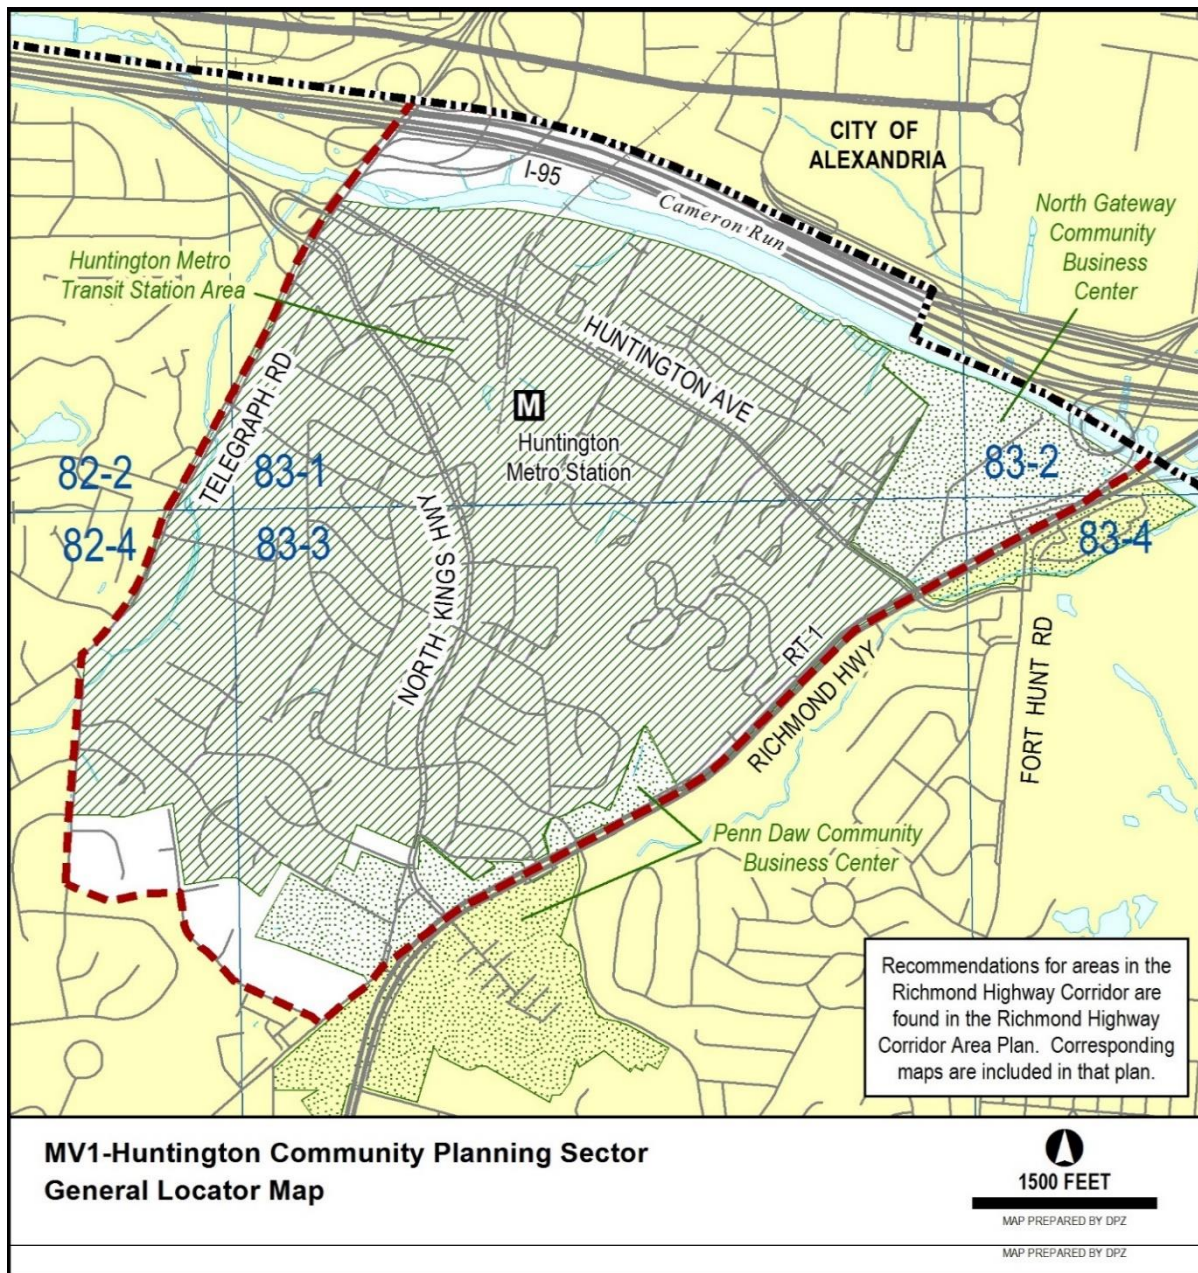 CITY OF
ALEXANDRIA
I-95
Cameron Run
North Gateway
Community
Business
Center
Huntington Metro
Transit Station Area
HUNTINGTON AVE
TELEGRAPH RD
M
Huntington
Metro Station
82-2
83-1
83-2
82-4
83-3
83-4
NORTH KINGS HWY
RT 1
RICHMOND HWY
FORT HUNT RD
Penn Daw Community
Business Center
Recommendations for areas in the
Richmond Highway Corridor are
found in the Richmond Highway
Corridor Area Plan. Corresponding
maps are included in that plan.
MV1-Huntington Community Planning Sector
General Locator Map
1500 FEET
MAP PREPARED BY DPZ
MAP PREPARED BY DPZ